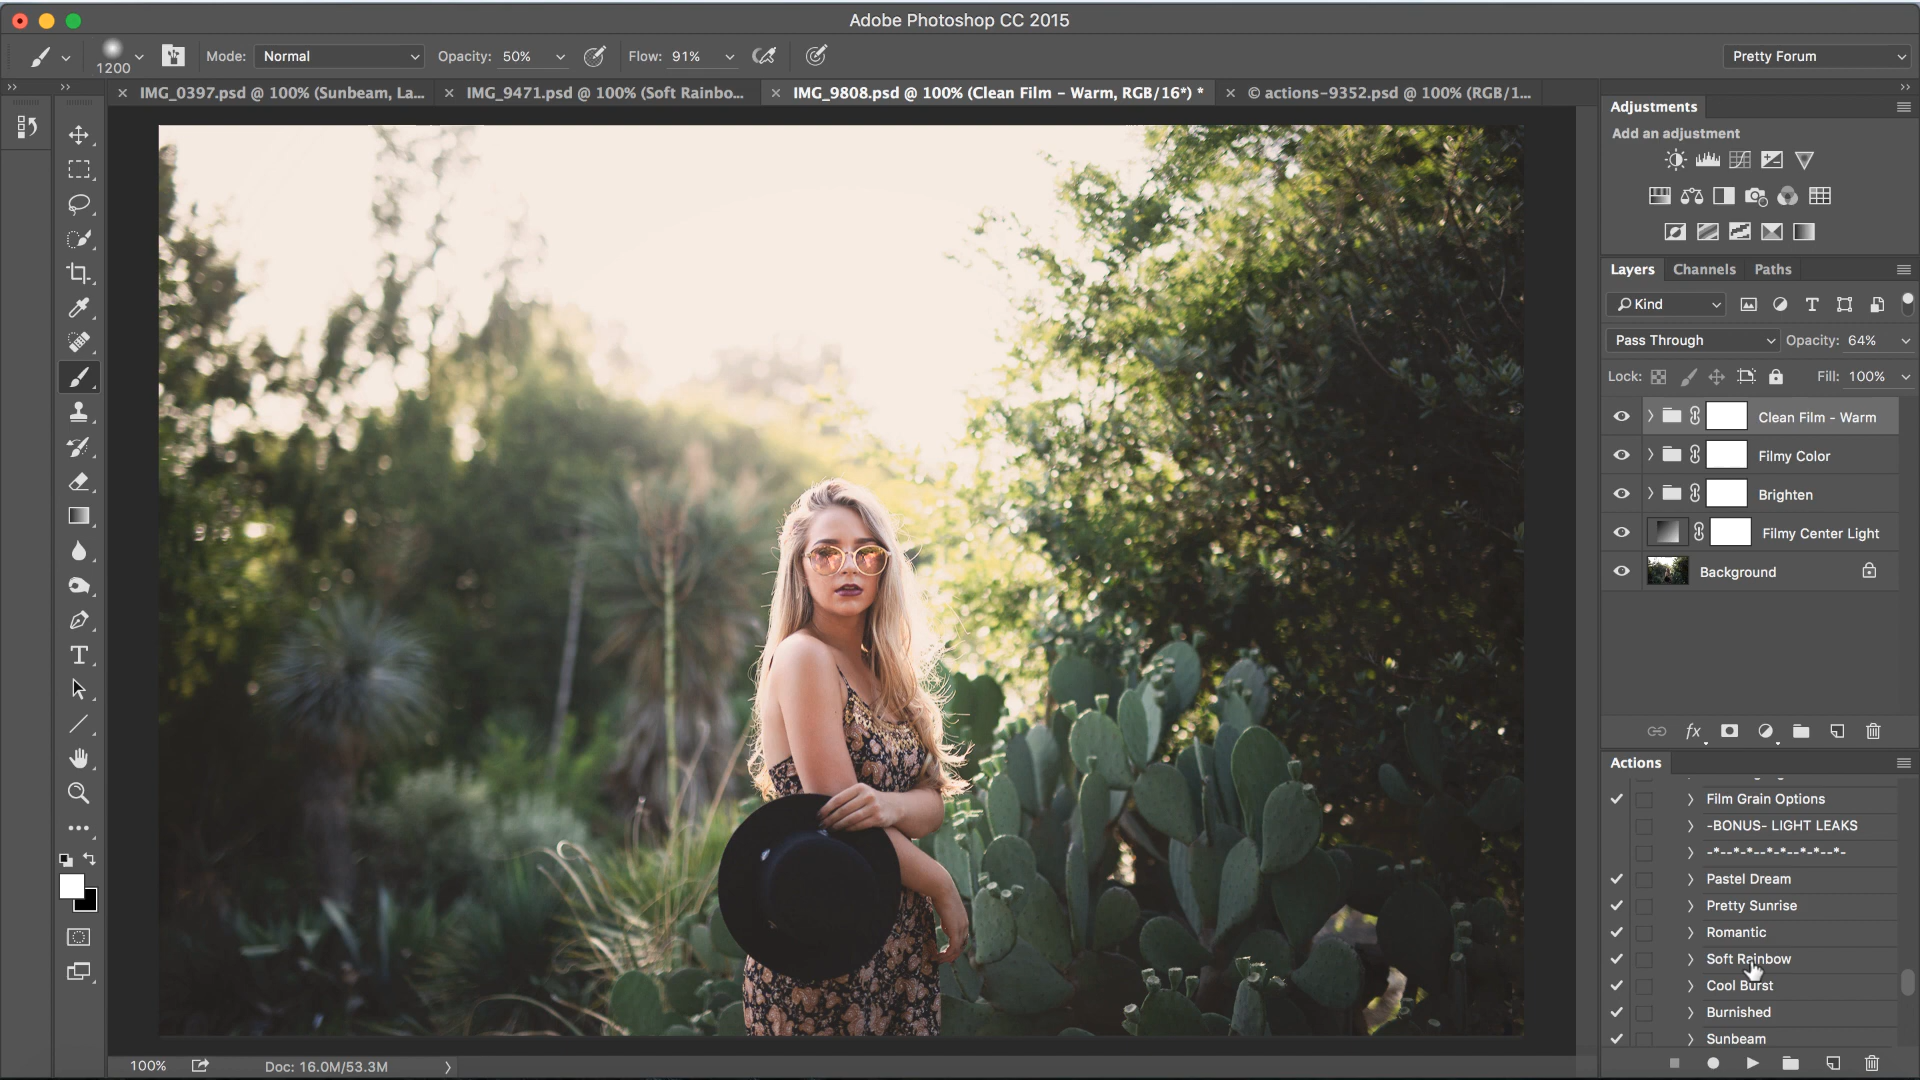 Adobe Photoshop CC 2015
1200
Mode: Normal
Opacity: 50%
Flow: 91%
Pretty Forum
IMG_0397.psd @ 100% (Sunbeam, La...
IMG_9471.psd @ 100% (Soft Rainbo...
IMG_9808.psd @ 100% (Clean Film - Warm, RGB/16*) *
© actions-9352.psd @ 100% (RGB/1...
Adjustments
Add an adjustment
Layers Channels Paths
Kind
Pass Through Opacity: 64%
Lock: Fill: 100%
Clean Film - Warm
Filmy Color
Brighten
Filmy Center Light
Background
fx
Actions
Film Grain Options
-BONUS- LIGHT LEAKS
-*--*-*--*-*--*-*--*-
Pastel Dream
Pretty Sunrise
Romantic
Soft Rainbow
Cool Burst
Burnished
Sunbeam
100%
Doc: 16.0M/53.3M